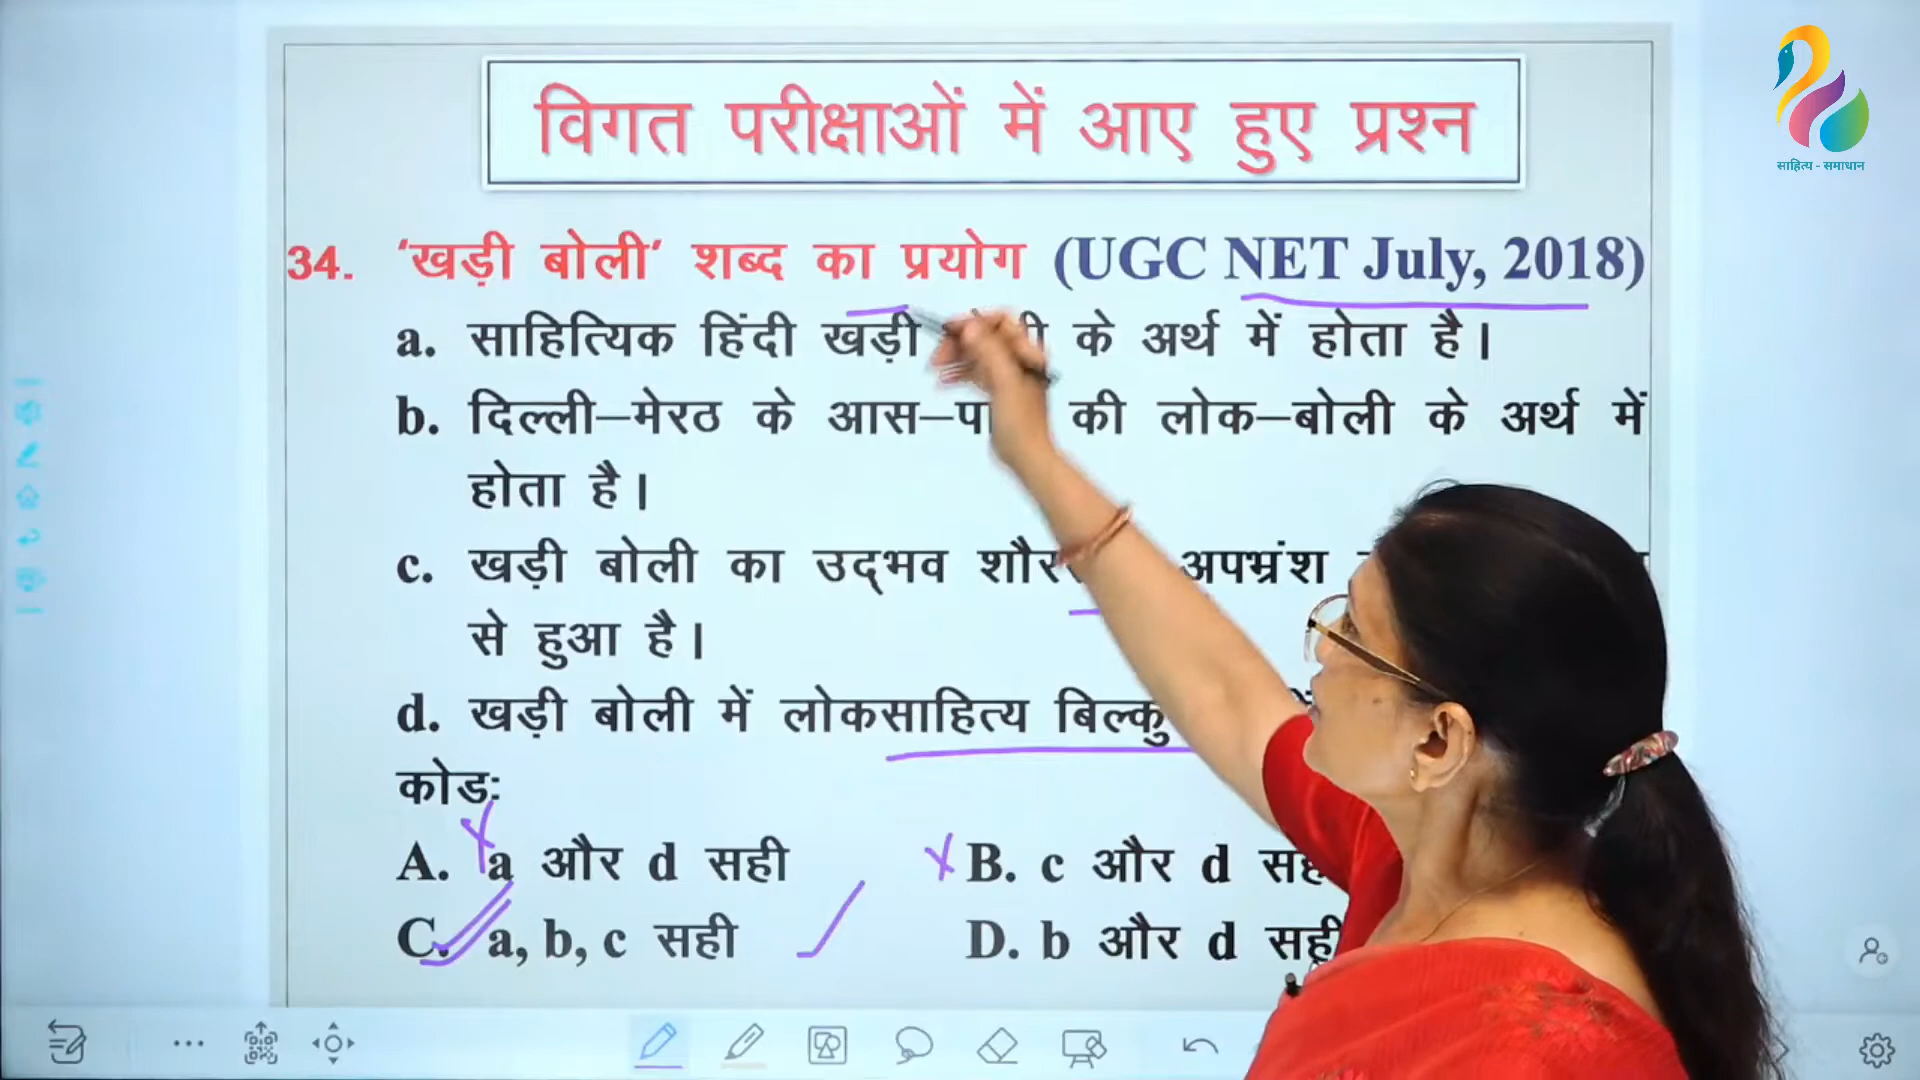 विगत परीक्षाओं में आए हुए प्रश्न
साहित्य - समाधान
34. 'खड़ी बोली' शब्द का प्रयोग (UGC NET July, 2018)
a. साहित्यिक हिंदी खड़ी के अर्थ में होता है।
b. दिल्ली–मेरठ के आस–पा की लोक–बोली के अर्थ में
होता है।
c. खड़ी बोली का उद्भव अपभ्रंश
से हुआ है।
d. खड़ी बोली में लोकसाहित्य
कोडः
A. a और d सही
B. c और d
C. a, b, c सही
D. b और d सही